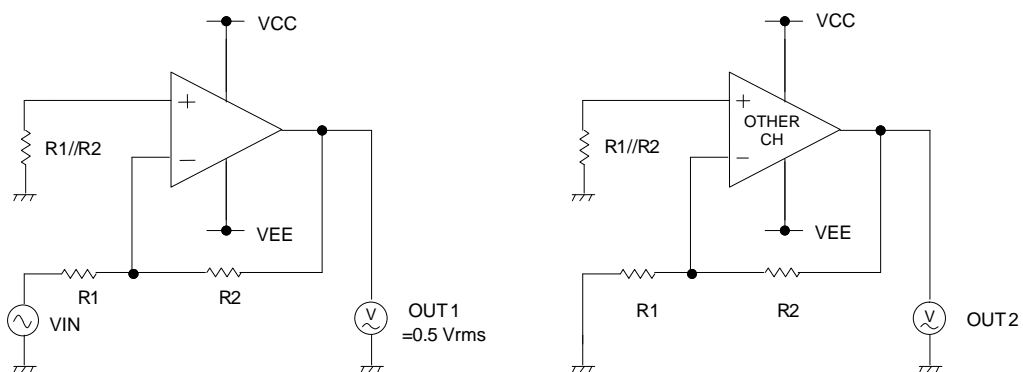 VCC
+
R1//R2
−
VEE
R1
R2
VIN
V
OUT1
=0.5 Vrms
VCC
+
OTHER
CH
R1//R2
−
VEE
R1
R2
V
OUT2